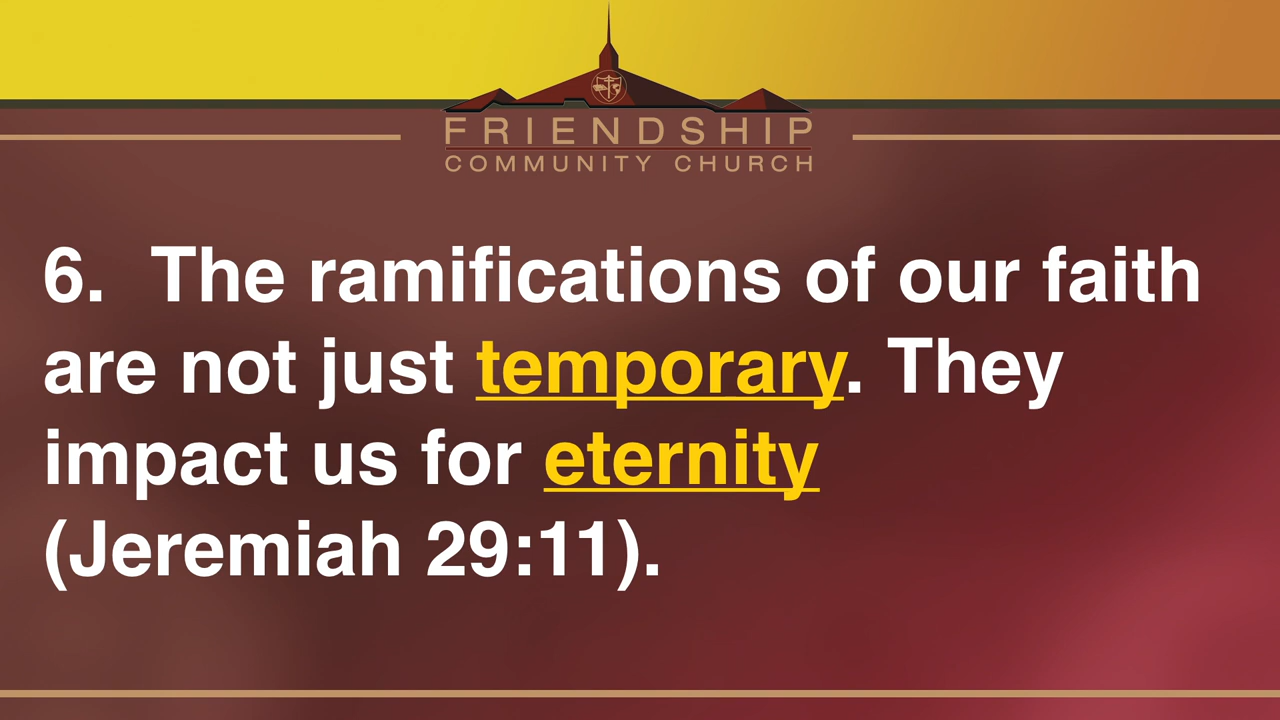 FRIENDSHIP
COMMUNITY CHURCH
6. The ramifications of our faith
are not just temporary. They
impact us for eternity
(Jeremiah 29:11).